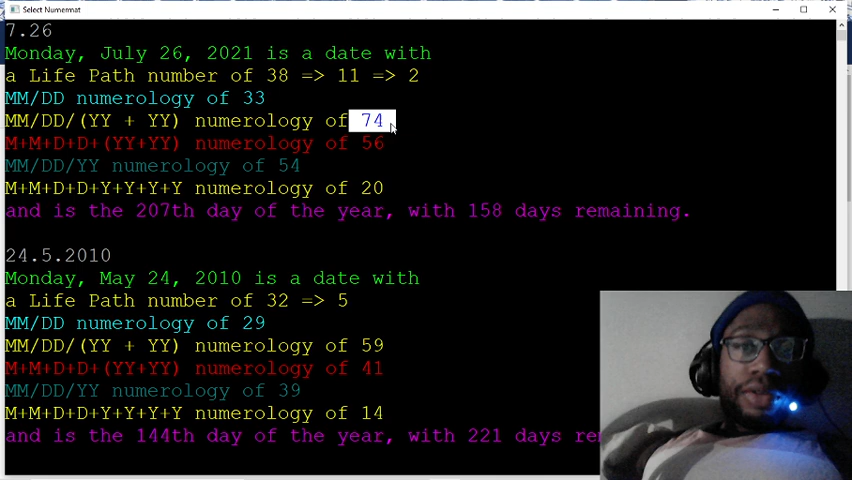 Select Numermat
7.26
Monday, July 26, 2021 is a date with
a Life Path number of 38 => 11 => 2
MM/DD numerology of 33
MM/DD/(YY + YY) numerology of 74
M+M+D+D+(YY+YY) numerology of 56
MM/DD/YY numerology of 54
M+M+D+D+Y+Y+Y+Y numerology of 20
and is the 207th day of the year, with 158 days remaining.
24.5.2010
Monday, May 24, 2010 is a date with
a Life Path number of 32 => 5
MM/DD numerology of 29
MM/DD/(YY + YY) numerology of 59
M+M+D+D+(YY+YY) numerology of 41
MM/DD/YY numerology of 39
M+M+D+D+Y+Y+Y+Y numerology of 14
and is the 144th day of the year, with 221 days re